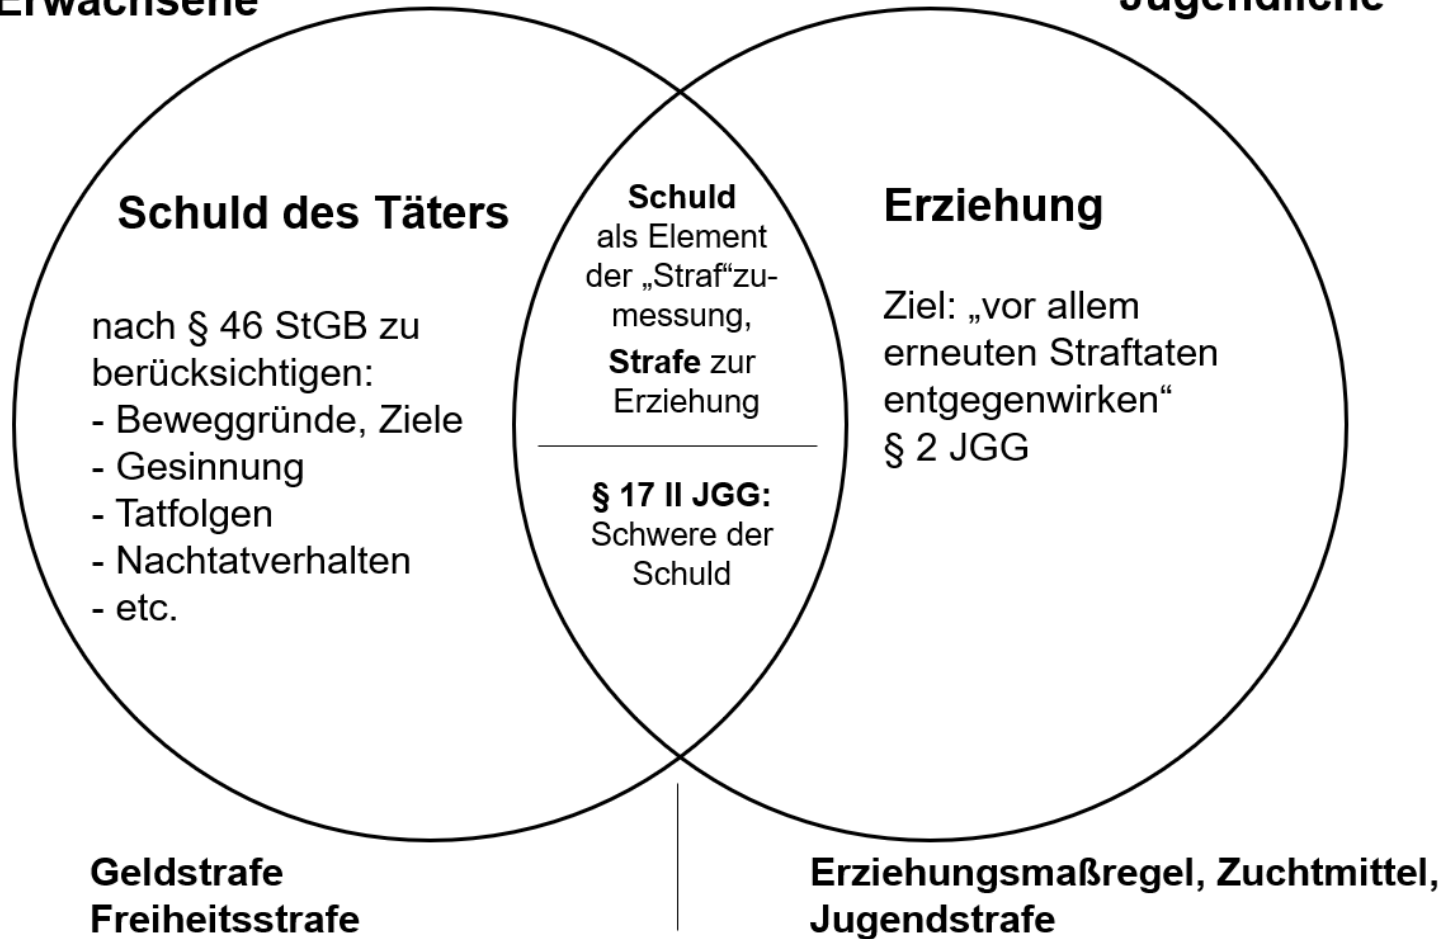 Erwachsene
Jugendliche
Schuld des Täters
nach § 46 StGB zu
berücksichtigen:
- Beweggründe, Ziele
- Gesinnung
- Tatfolgen
- Nachtatverhalten
- etc.
Schuld
als Element
der „Straf“zu-
messung,
Strafe zur
Erziehung
§ 17 II JGG:
Schwere der
Schuld
Erziehung
Ziel: „vor allem
erneuten Straftaten
entgegenwirken“
§ 2 JGG
Geldstrafe
Freiheitsstrafe
Erziehungsmaßregel, Zuchtmittel,
Jugendstrafe